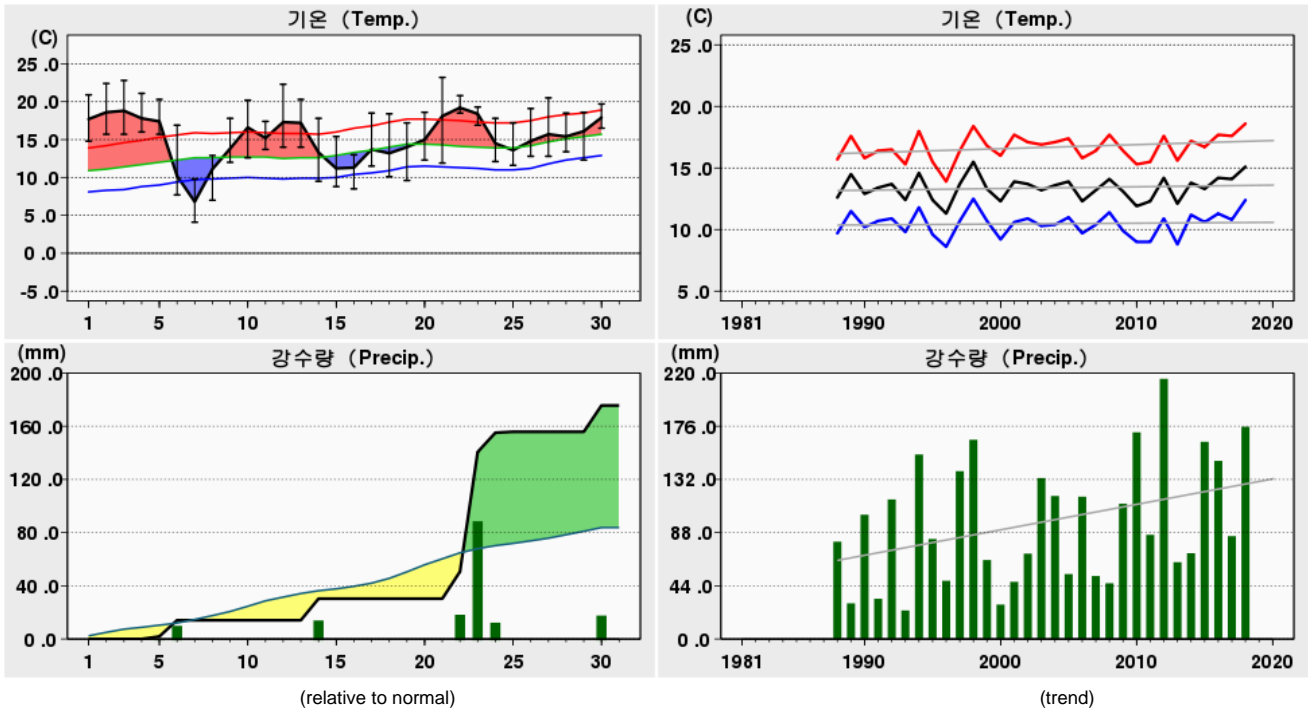 기온 (Temp.)
(C)
25 .0
20 .0
15 .0
10 .0
5 .0
0 .0
-5 .0
1 5 10 15 20 25 30
기온 (Temp.)
(C)
25 .0
20 .0
15 .0
10 .0
5 .0
1981 1990 2000 2010 2020
강수량 (Precip.)
(mm)
200 .0
160 .0
120 .0
80 .0
40 .0
0 .0
1 5 10 15 20 25 30
(relative to normal)
강수량 (Precip.)
(mm)
220 .0
176 .0
132 .0
88 .0
44 .0
0 .0
1981 1990 2000 2010 2020
(trend)